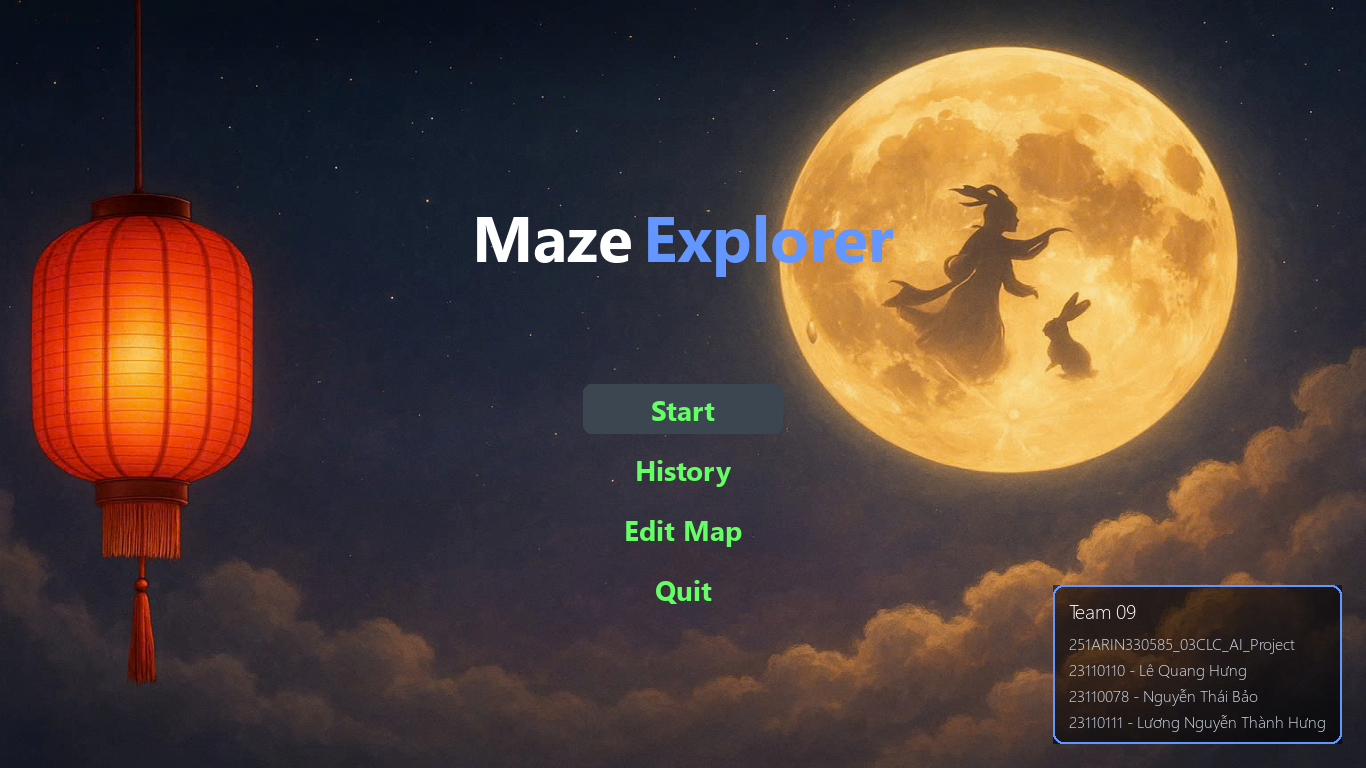 Maze Explorer
Start
History
Edit Map
Quit
Team 09
251ARIN330585_03CLC_AI_Project
23110110 - Lê Quang Hưng
23110078 - Nguyễn Thái Bảo
23110111 - Lương Nguyễn Thành Hưng